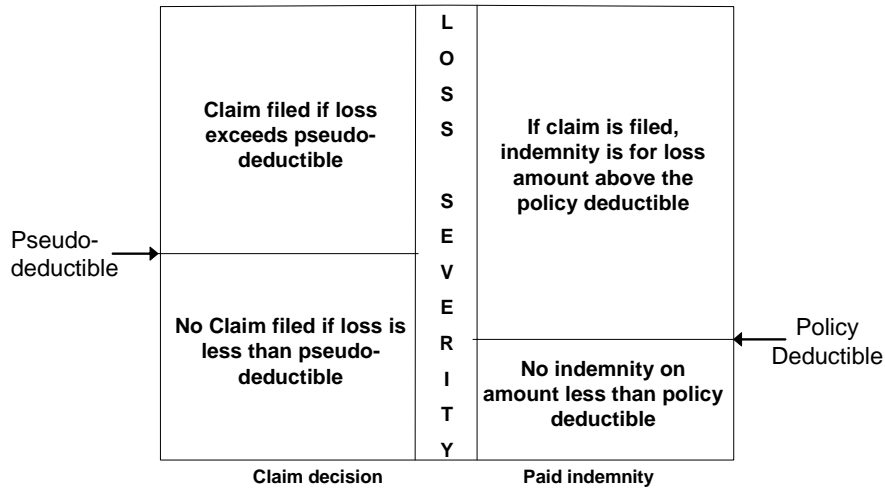 Claim filed if loss
exceeds pseudo-
deductible
Pseudo-
deductible
No Claim filed if loss is
less than pseudo-
deductible
L
O
S
S
S
E
V
E
R
I
T
Y
If claim is filed,
indemnity is for loss
amount above the
policy deductible
Policy
Deductible
No indemnity on
amount less than policy
deductible
Claim decision
Paid indemnity